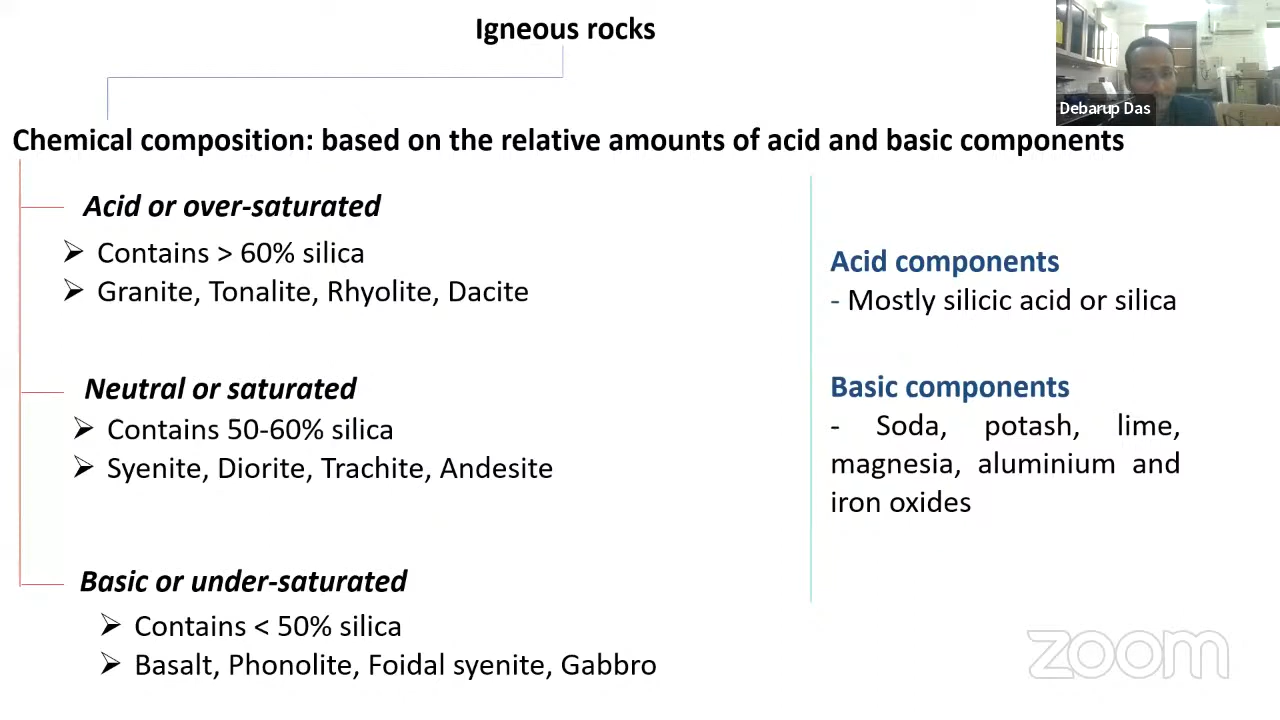 Igneous rocks
Debarup Das
Chemical composition: based on the relative amounts of acid and basic components
Acid or over-saturated
➢ Contains > 60% silica
➢ Granite, Tonalite, Rhyolite, Dacite
Neutral or saturated
➢ Contains 50-60% silica
➢ Syenite, Diorite, Trachite, Andesite
Basic or under-saturated
➢ Contains < 50% silica
➢ Basalt, Phonolite, Foidal syenite, Gabbro
Acid components
- Mostly silicic acid or silica
Basic components
- Soda, potash, lime,
magnesia, aluminium and
iron oxides
zoom